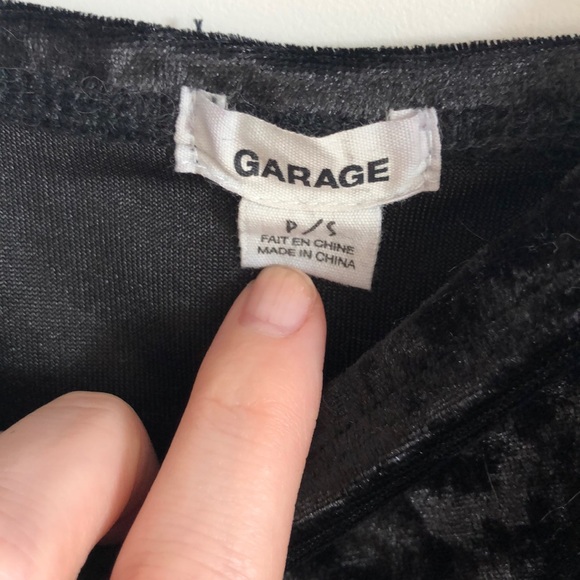 GARAGE
P/S
FAIT EN CHINE
MADE IN CHINA